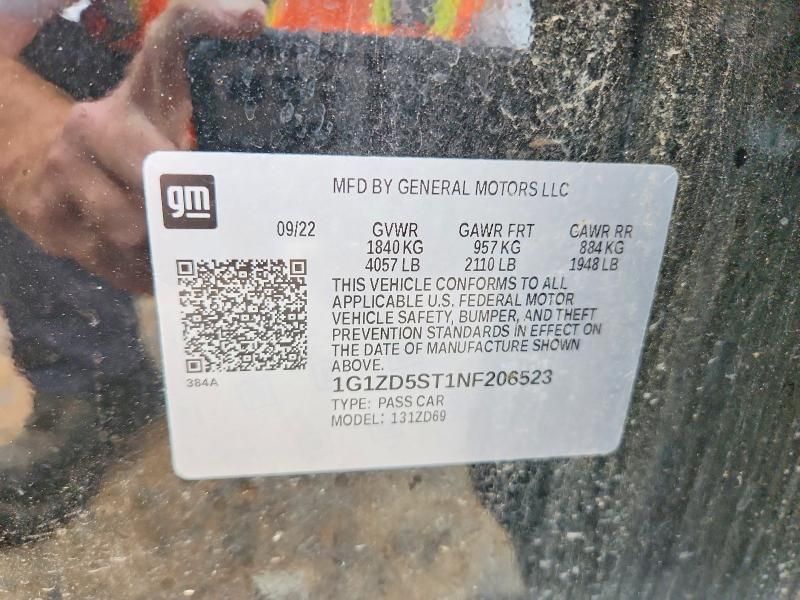 gm
MFD BY GENERAL MOTORS LLC
09/22 GVWR GAWR FRT GAWR RR
1840 KG 957 KG 884 KG
4057 LB 2110 LB 1948 LB
THIS VEHICLE CONFORMS TO ALL
APPLICABLE U.S. FEDERAL MOTOR
VEHICLE SAFETY, BUMPER, AND THEFT
PREVENTION STANDARDS IN EFFECT ON
THE DATE OF MANUFACTURE SHOWN
ABOVE.
384A
1G1ZD5ST1NF206523
TYPE: PASS CAR
MODEL: 131ZD69